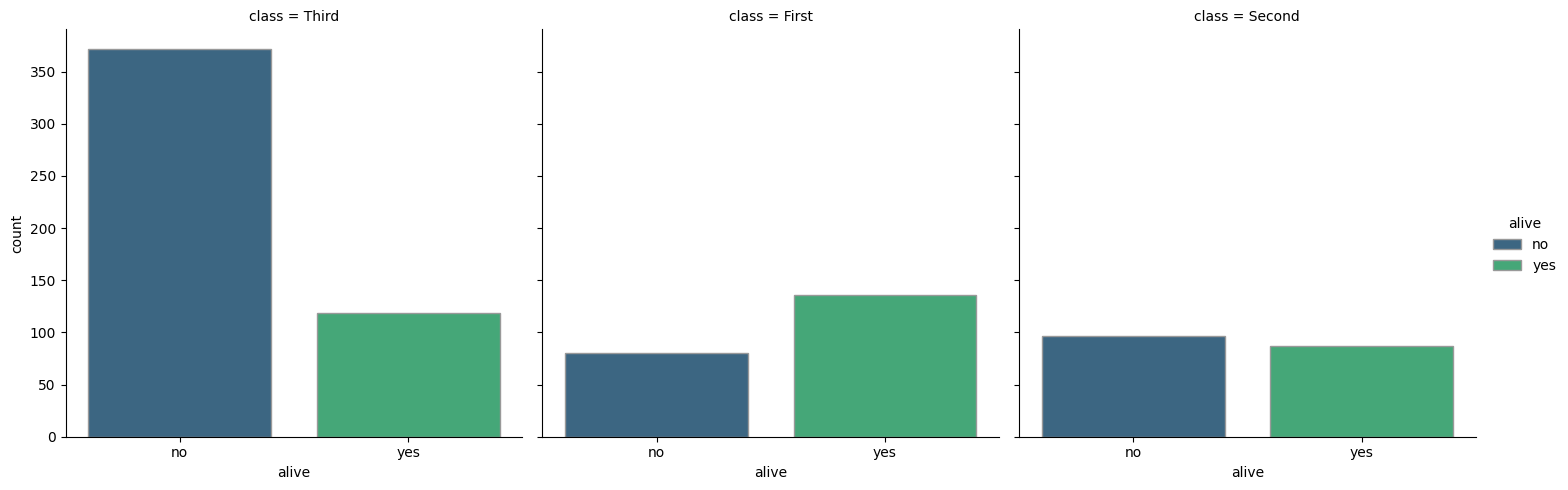 class = Third
class = First
class = Second
350
300
250
200
150
100
50
0
count
no
yes
alive
no
yes
alive
no
yes
alive
alive
no
yes